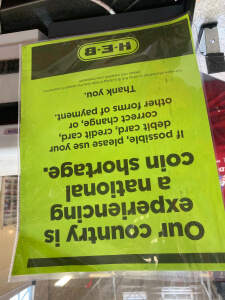 Our country is
experiencing
a national
coin shortage.
If possible, please use your
debit card, credit card,
correct change, or
other forms of payment.
Thank you.
H-E-B